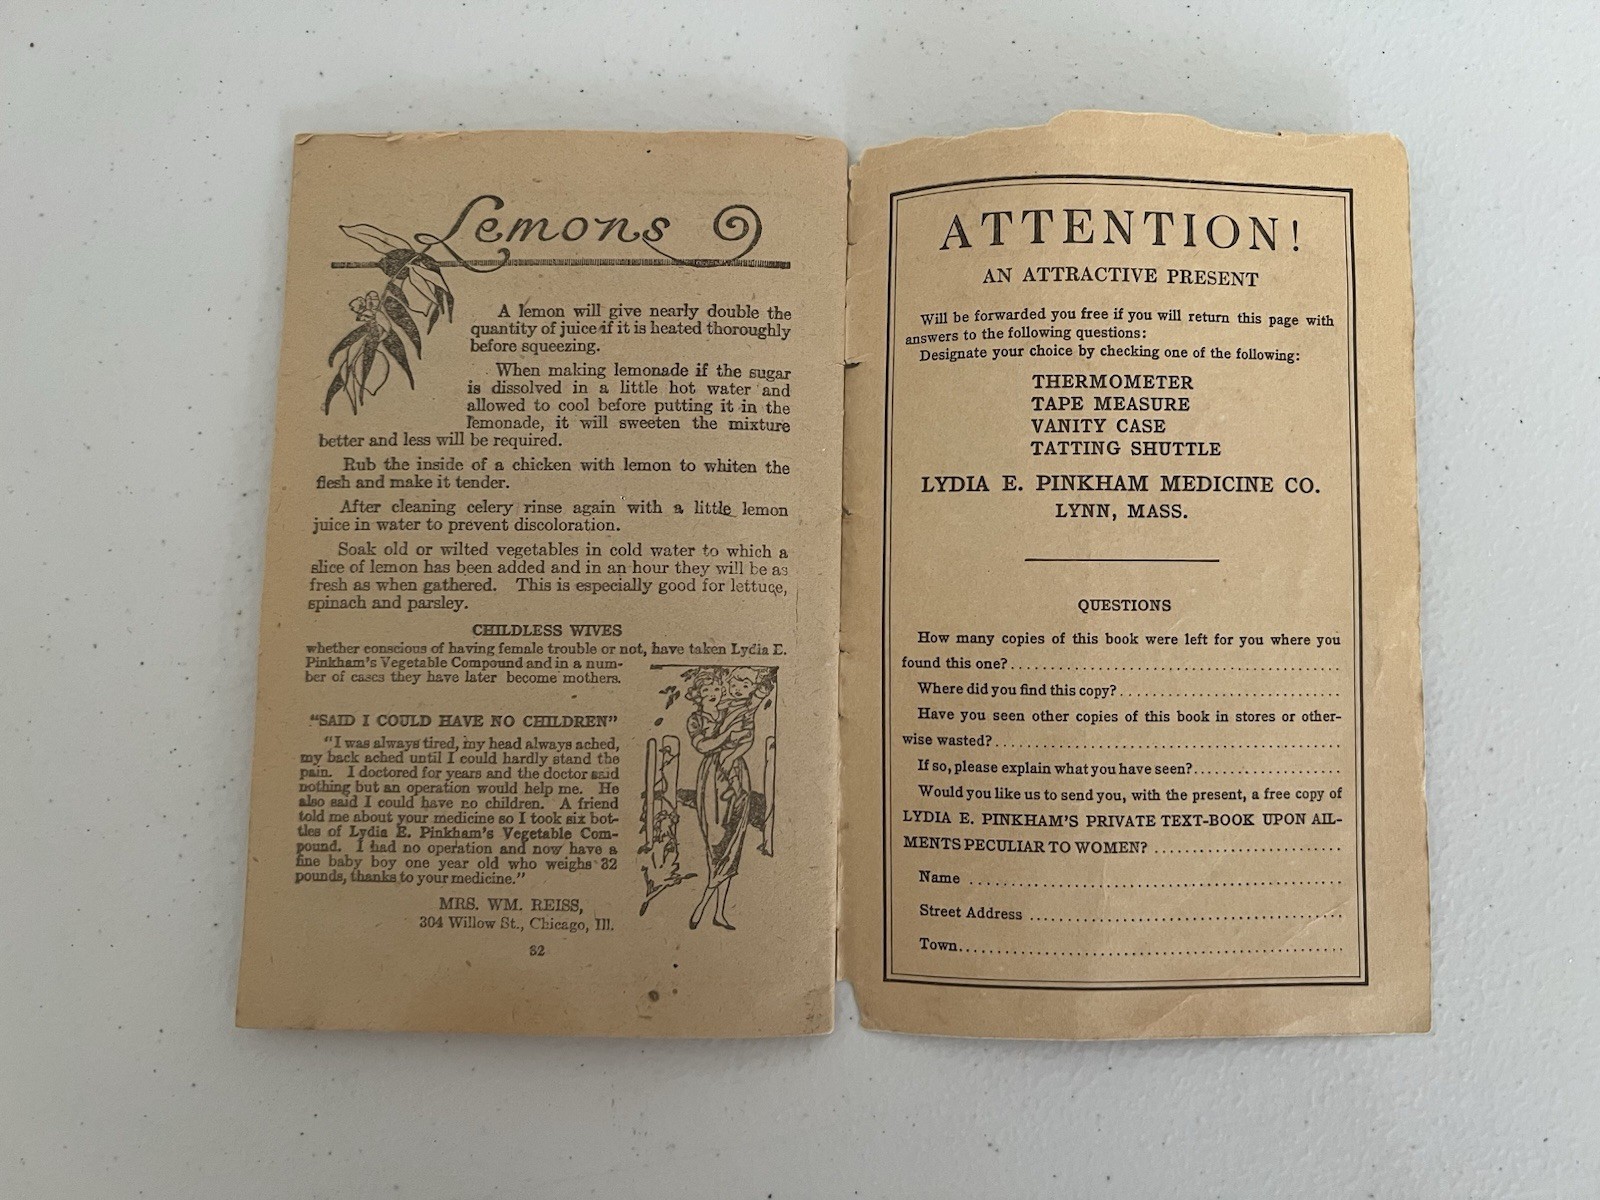 Lemons
A lemon will give nearly double the
quantity of juice if it is heated thoroughly
before squeezing.
When making lemonade if the sugar
is dissolved in a little hot water and
allowed to cool before putting it in the
lemonade, it will sweeten the mixture
better and less will be required.
Rub the inside of a chicken with lemon to whiten the
flesh and make it tender.
After cleaning celery rinse again with a little lemon
juice in water to prevent discoloration.
Soak old or wilted vegetables in cold water to which a
slice of lemon has been added and in an hour they will be as
fresh as when gathered. This is especially good for lettuce,
spinach and parsley.
CHILDLESS WIVES
whether conscious of having female trouble or not, have taken Lydia E.
Pinkham's Vegetable Compound and in a num-
ber of cases they have later become mothers.
"SAID I COULD HAVE NO CHILDREN"
"I was always tired, my head always ached,
my back ached until I could hardly stand the
pain. I doctored for years and the doctor said
nothing but an operation would help me. He
also said I could have no children. A friend
told me about your medicine so I took six bot-
tles of Lydia E. Pinkham's Vegetable Com-
pound. I had no operation and now have a
fine baby boy one year old who weighs 32
pounds, thanks to your medicine."
MRS. WM. REISS,
304 Willow St., Chicago, Ill.
32
ATTENTION!
AN ATTRACTIVE PRESENT
Will be forwarded you free if you will return this page with
answers to the following questions:
Designate your choice by checking one of the following:
THERMOMETER
TAPE MEASURE
VANITY CASE
TATTING SHUTTLE
LYDIA E. PINKHAM MEDICINE CO.
LYNN, MASS.
QUESTIONS
How many copies of this book were left for you where you
found this one?........................................
Where did you find this copy?..........................
Have you seen other copies of this book in stores or other-
wise wasted?...........................................
If so, please explain what you have seen?.................
Would you like us to send you, with the present, a free copy of
LYDIA E. PINKHAM'S PRIVATE TEXT-BOOK UPON AIL-
MENTS PECULIAR TO WOMEN? ......................
Name ..................................................
Street Address ........................................
Town...................................................